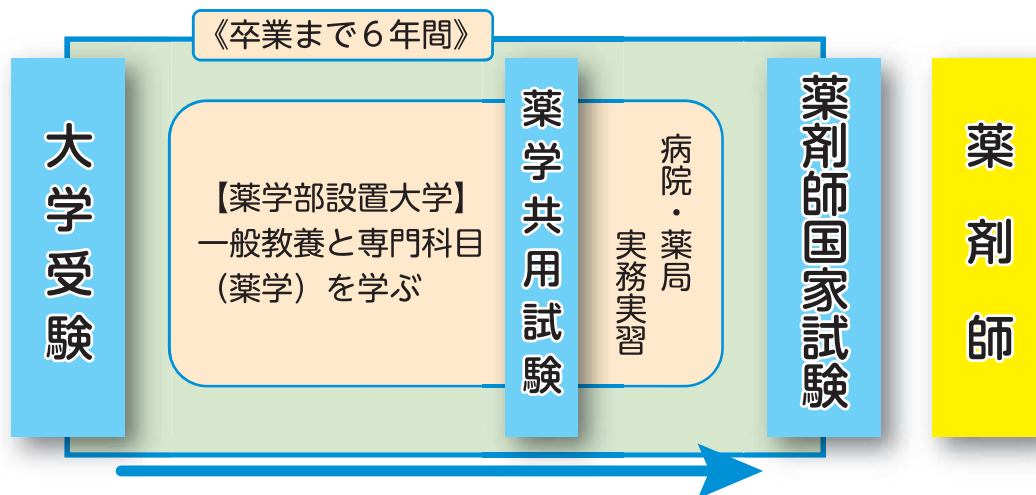 《卒業まで6年間》
大学受験
【薬学部設置大学】
一般教養と専門科目
（薬学）を学ぶ
薬学共用試験
病院・薬局
実務実習
薬剤師国家試験
薬剤師